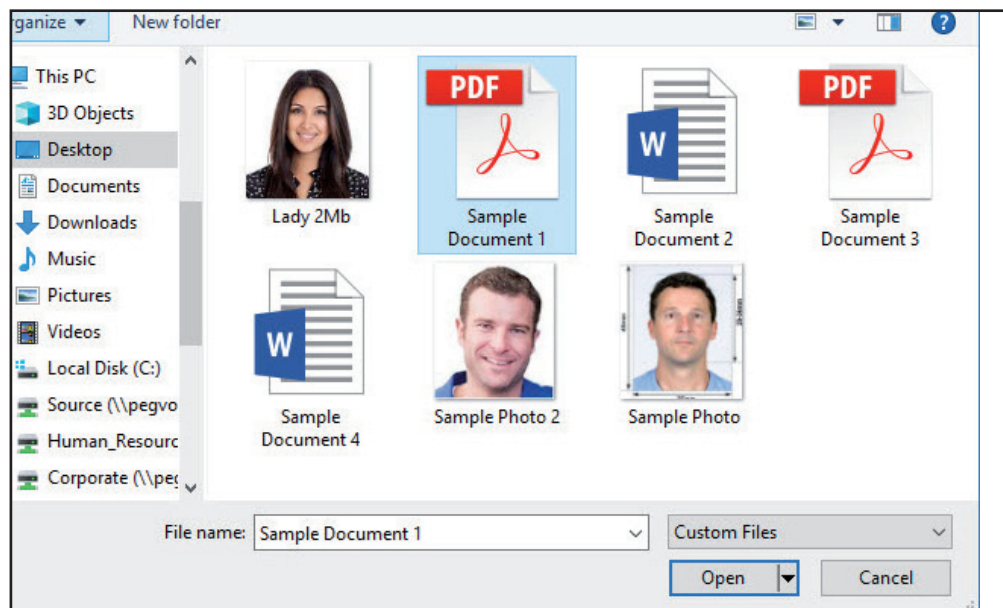 rganize
New folder
?
This PC
3D Objects
Desktop
Documents
Downloads
Music
Pictures
Videos
Local Disk (C:)
Source (\\pegvo
Human_Resourc
Corporate (\\peg
PDF
W
PDF
Lady 2Mb
Sample
Document 1
Sample
Document 2
Sample
Document 3
W
Sample
Document 4
Sample Photo 2
Sample Photo
File name:
Sample Document 1
Custom Files
Open
Cancel